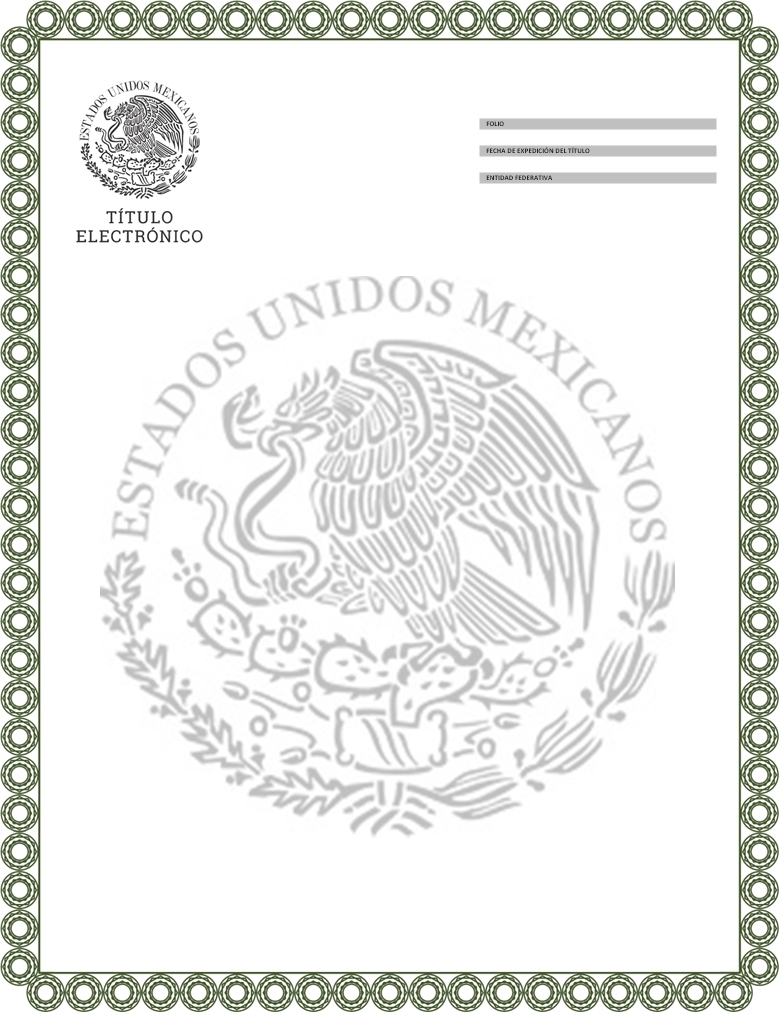 ESTADOS UNIDOS MEXICANOS
TÍTULO
ELECTRÓNICO
FOLIO
FECHA DE EXPEDICIÓN DEL TÍTULO
ENTIDAD FEDERATIVA
ESTADOS UNIDOS MEXICANOS